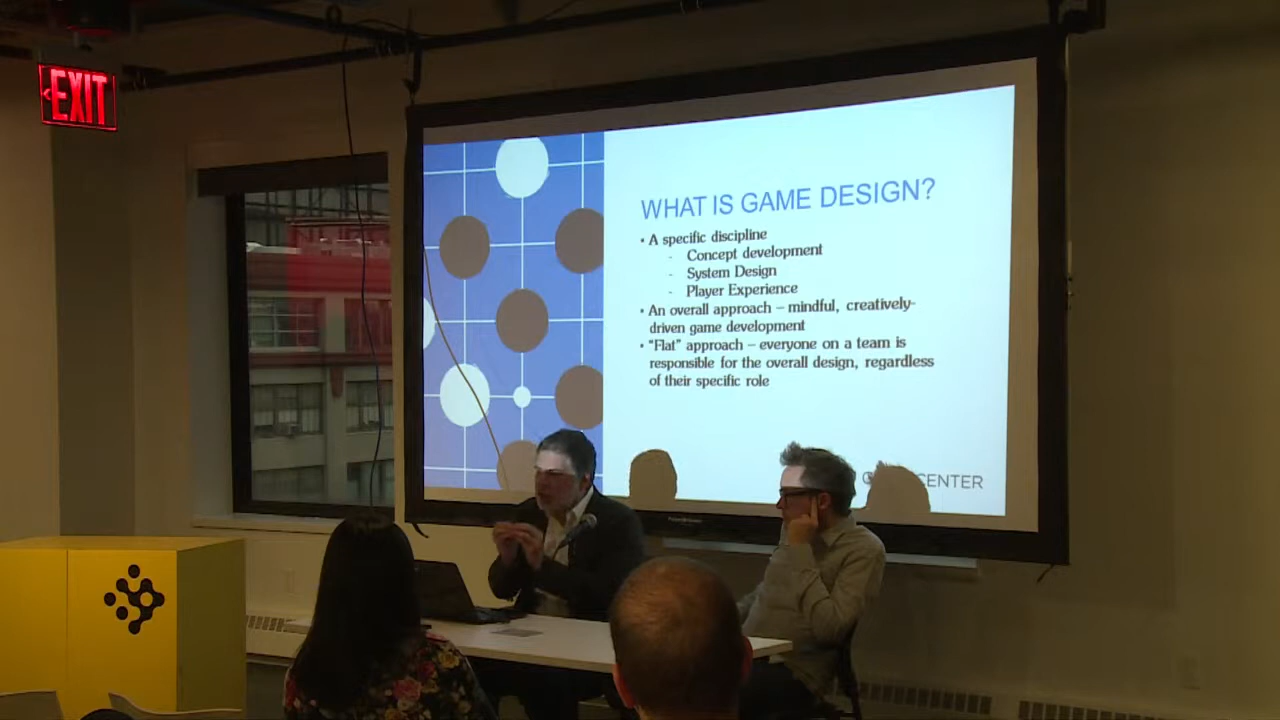 EXIT
WHAT IS GAME DESIGN?
• A specific discipline
- Concept development
- System Design
- Player Experience
• An overall approach – mindful, creatively-
driven game development
• “Flat” approach – everyone on a team is
responsible for the overall design, regardless
of their specific role
CENTER